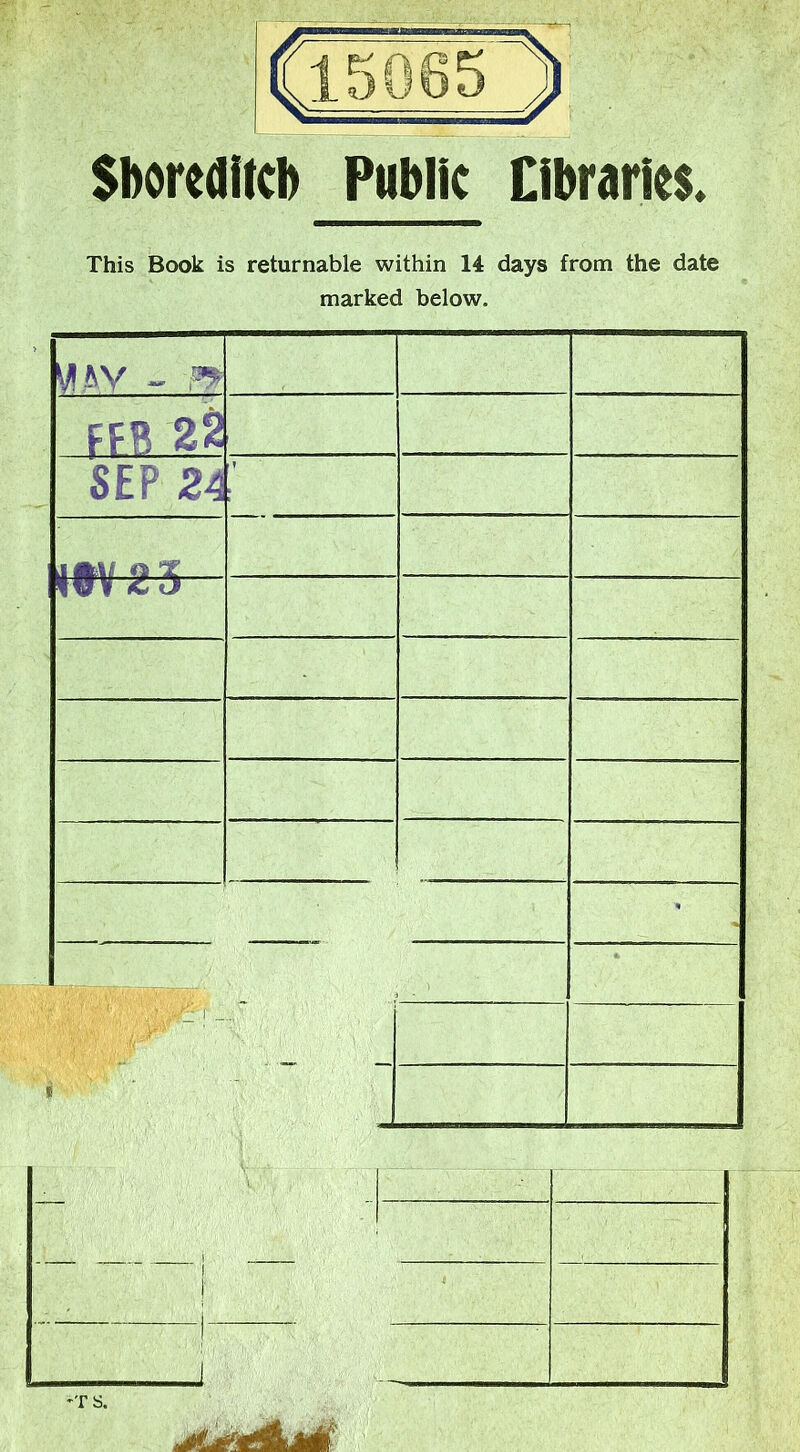 15065
Shoreditch Public Libraries.
This Book is returnable within 14 days from the date
marked below.
MAY -
FEB 22
SEP 24
NOV 23
T S.